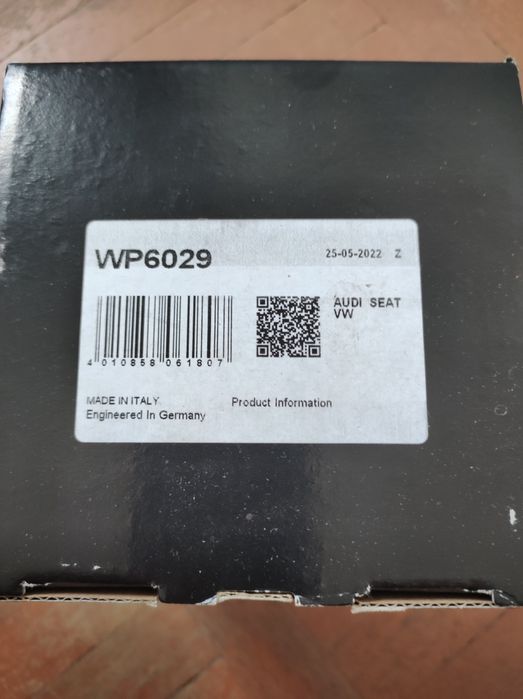 WP6029
25-05-2022 Z
AUDI SEAT
VW
4 010858 061807
MADE IN ITALY
Engineered In Germany
Product Information